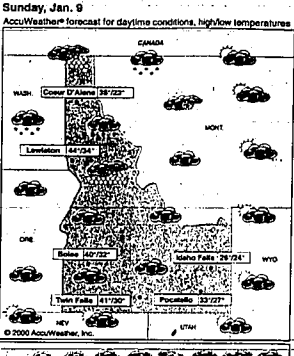 Sunday, Jan. 9
AccuWeather® forecast for daytime conditions, high/low temperatures
CANADA
WASH.
Coeur D'Alene 38°/23°
MONT.
Lewiston 44°/34°
ORE
Boise 40°/32°
Idaho Falls 26°/24°
WYO
Twin Falls 41°/30°
Pocatello 33°/27°
NEV
UTAH
© 2000 AccuWeather, Inc.